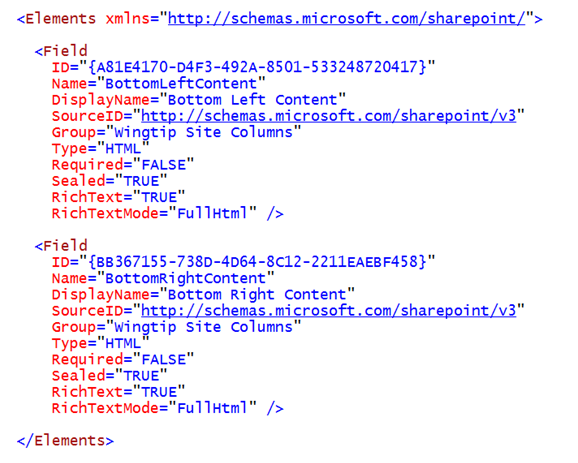 <Elements xmlns="http://schemas.microsoft.com/sharepoint/">
<Field
ID="{A81E4170-D4F3-492A-8501-533248720417}"
Name="BottomLeftContent"
DisplayName="Bottom Left Content"
SourceID="http://schemas.microsoft.com/sharepoint/v3"
Group="Wingtip Site Columns"
Type="HTML"
Required="FALSE"
Sealed="TRUE"
RichText="TRUE"
RichTextMode="FullHtml" />
<Field
ID="{BB367155-738D-4D64-8C12-2211EAEBF458}"
Name="BottomRightContent"
DisplayName="Bottom Right Content"
SourceID="http://schemas.microsoft.com/sharepoint/v3"
Group="Wingtip Site Columns"
Type="HTML"
Required="FALSE"
Sealed="TRUE"
RichText="TRUE"
RichTextMode="FullHtml" />
</Elements>